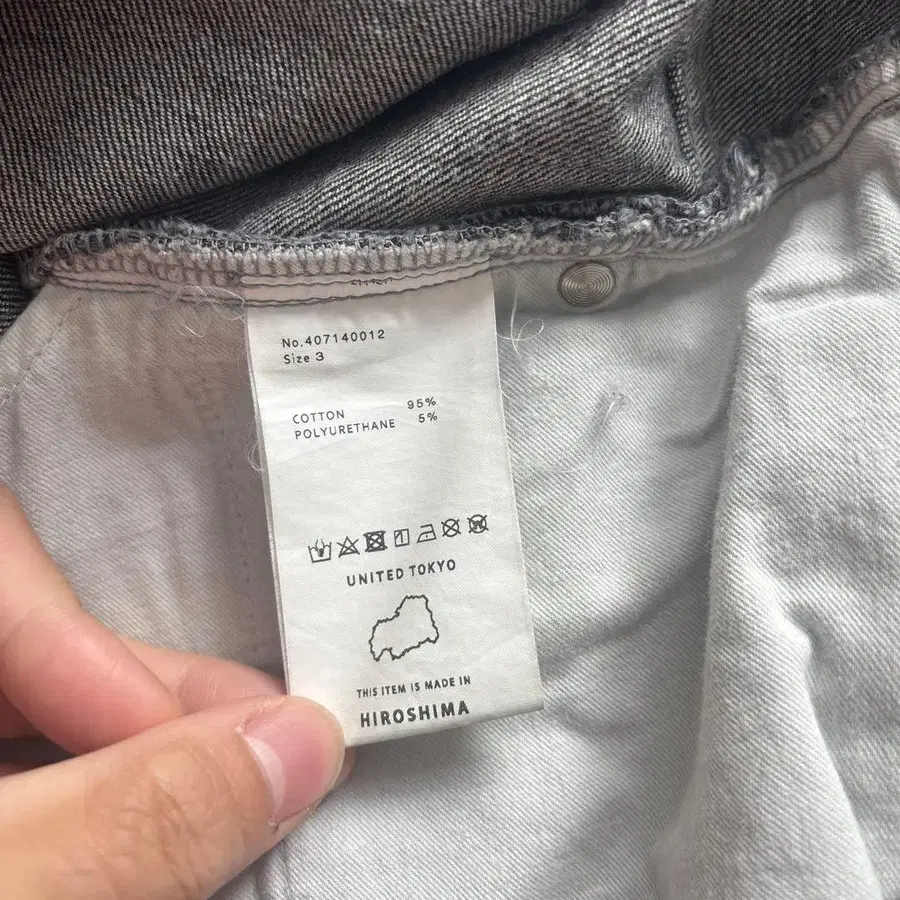 No.407140012
Size 3
COTTON 95%
POLYURETHANE 5%
UNITED TOKYO
THIS ITEM IS MADE IN
HIROSHIMA